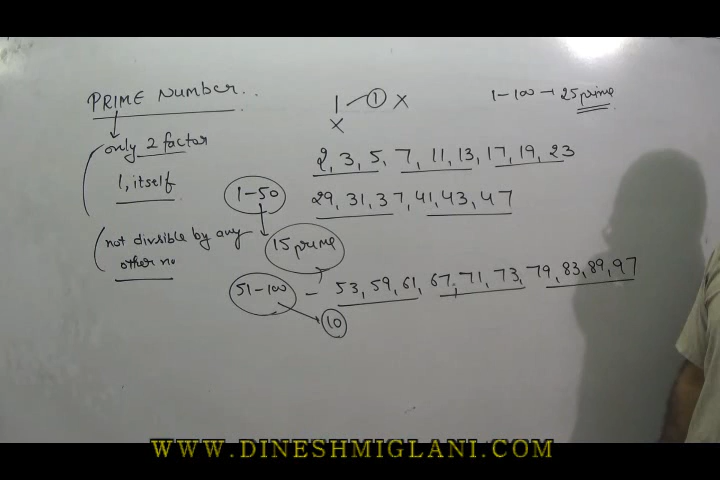 PRIME NUMBER..
only 2 factor
1, itself
not divsible by any
other no
1 - 1 x
x
1-100 → 25 prime
2, 3, 5, 7, 11, 13, 17, 19, 23
29, 31, 37, 41, 43, 47
1-50
15 prime
51-100 - 53, 59, 61, 67, 71, 73, 79, 83, 89, 97
10
WWW.DINESHMIGLANI.COM